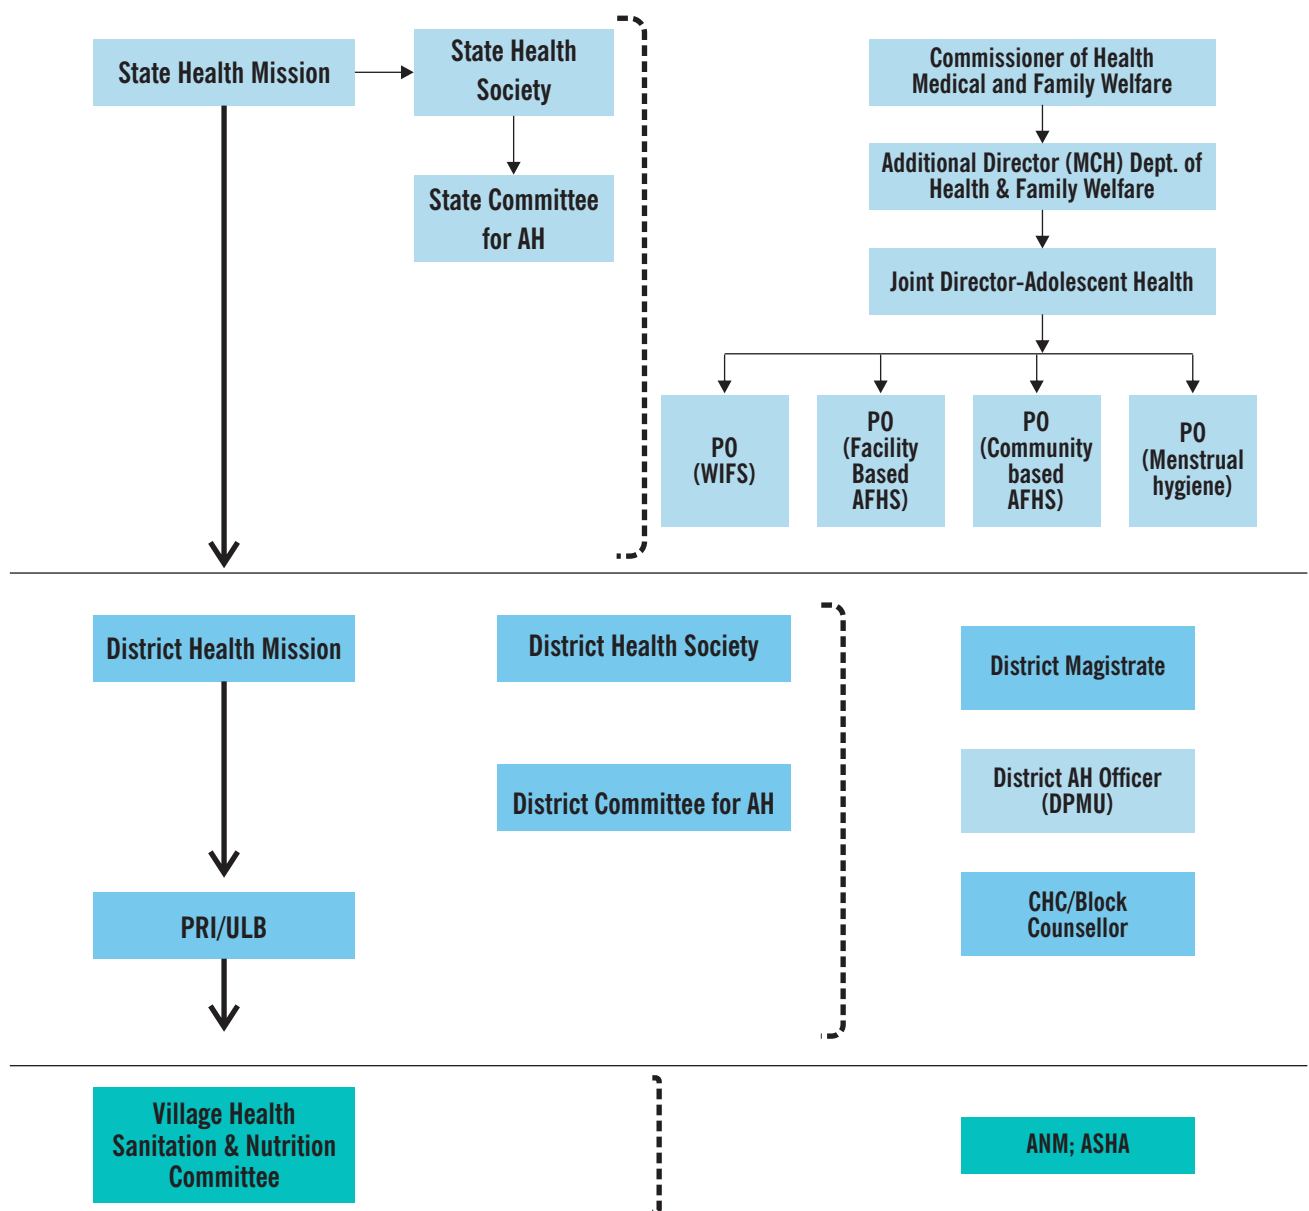 State Health Mission
State Health
Society
State Committee
for AH
Commissioner of Health
Medical and Family Welfare
Additional Director (MCH) Dept. of
Health & Family Welfare
Joint Director-Adolescent Health
PO
(WIFS)
PO
(Facility
Based
AFHS)
PO
(Community
based
AFHS)
PO
(Menstrual
hygiene)
District Health Mission
District Health Society
District Committee for AH
PRI/ULB
District Magistrate
District AH Officer
(DPMU)
CHC/Block
Counsellor
Village Health
Sanitation & Nutrition
Committee
ANM; ASHA